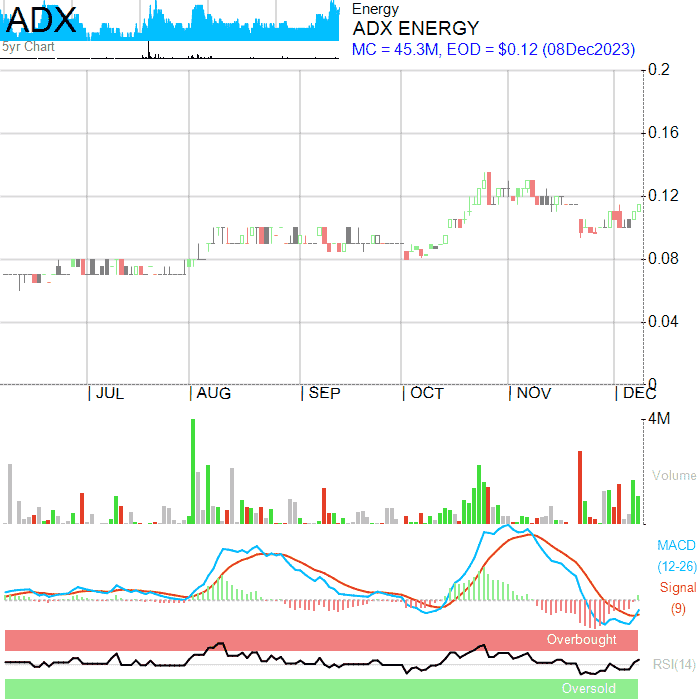 ADX
5yr Chart
Energy
ADX ENERGY
MC = 45.3M, EOD = $0.12 (08Dec2023)
0.2
0.16
0.12
0.08
0.04
0
| JUL | AUG | SEP | OCT | NOV | DEC
4M
Volume
MACD
(12-26)
Signal
(9)
Overbought
RSI(14)
Oversold